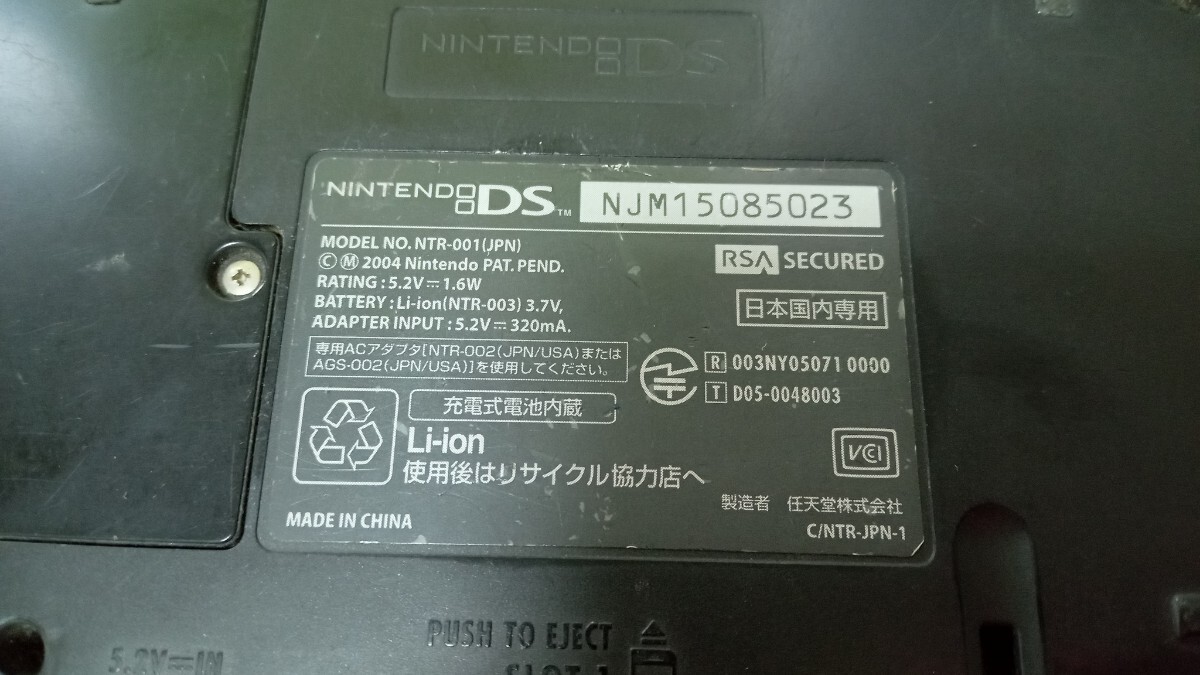 NINTENDO DS
NINTENDO DS™ NJM15085023
MODEL NO. NTR-001(JPN)
Ⓒ Ⓜ 2004 Nintendo PAT. PEND.
RATING : 5.2V⎓1.6W
BATTERY : Li-ion(NTR-003) 3.7V,
ADAPTER INPUT : 5.2V⎓320mA.
RSA SECURED
日本国内専用
専用ACアダプタ[NTR-002(JPN/USA)または
AGS-002(JPN/USA)]を使用してください。
R 003NY05071 0000
T D05-0048003
充電式電池内蔵
Li-ion
使用後はリサイクル協力店へ
VCI
製造者 任天堂株式会社
MADE IN CHINA
C/NTR-JPN-1
PUSH TO EJECT
SLOT 1
5.2V⎓IN